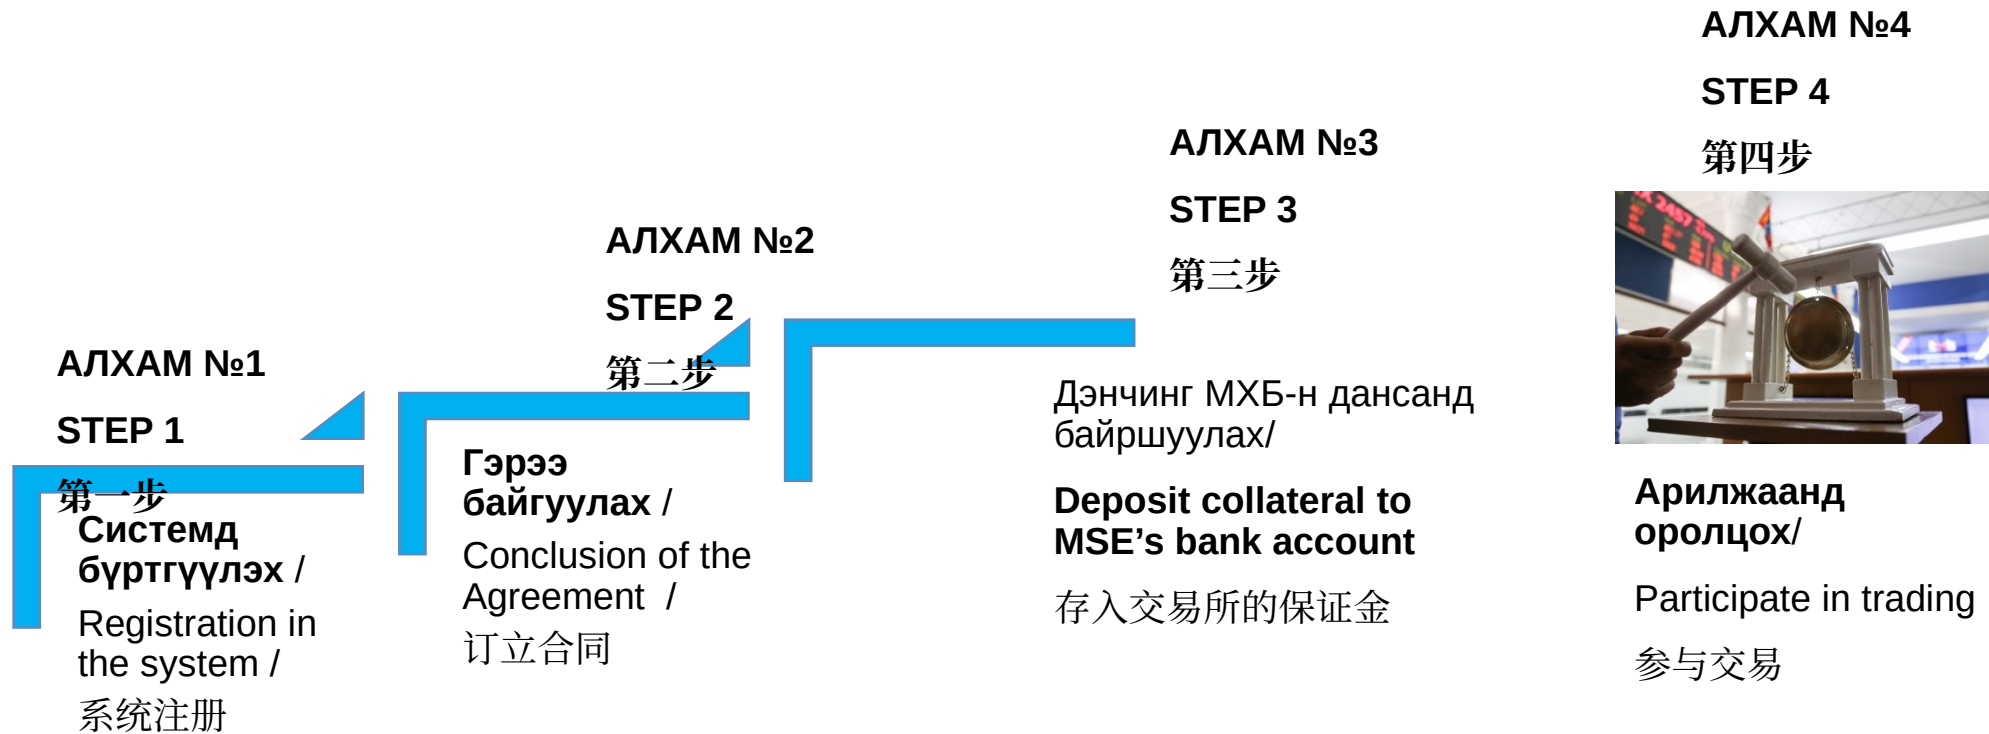 АЛХАМ №1
STEP 1
第一步
Системд
бүртгүүлэх /
Registration in
the system /
系统注册
АЛХАМ №2
STEP 2
第二步
Гэрээ
байгуулах /
Conclusion of the
Agreement /
订立合同
АЛХАМ №3
STEP 3
第三步
Дэнчинг МХБ-н дансанд
байршуулах/
Deposit collateral to
MSE’s bank account
存入交易所的保证金
АЛХАМ №4
STEP 4
第四步
2457
Арилжаанд
оролцох/
Participate in trading
参与交易